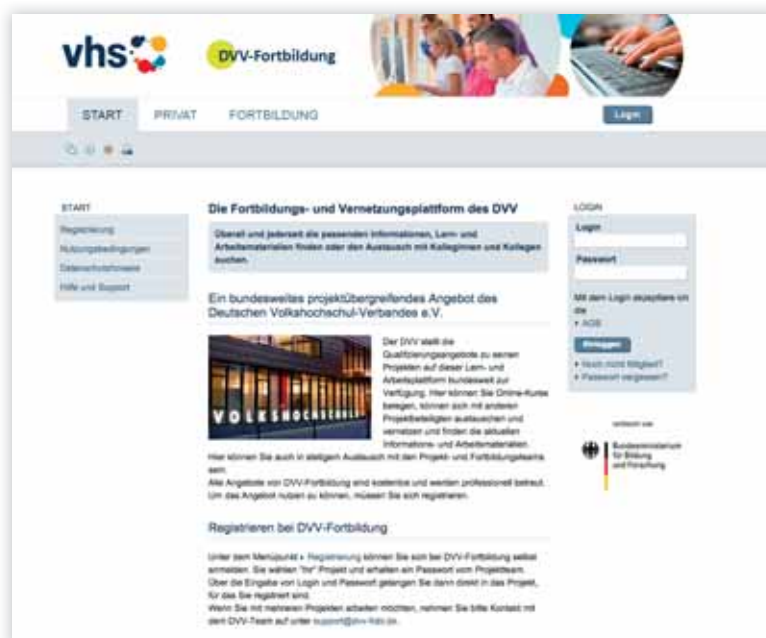 vhs
DVV-Fortbildung
START PRIVAT FORTBILDUNG
Login
START
Registrierung
Nutzungsbedingungen
Datenschutzhinweis
Hilfe und Support
Die Fortbildungs- und Vernetzungsplattform des DVV
Überall und jederzeit die passenden Informationen, Lern- und
Arbeitsmaterialien finden oder den Austausch mit Kolleginnen und Kollegen
suchen.
Ein bundesweites projektübergreifendes Angebot des
Deutschen Volkshochschul-Verbandes e.V.
VOLKSHOCHSCHULE
Der DVV stellt die
Qualifizierungsangebote zu seinen
Projekten auf dieser Lern- und
Arbeitsplattform bundesweit zur
Verfügung. Hier können Sie Online-Kurse
belegen, können sich mit anderen
Projektbeteiligten austauschen und
vernetzen und finden die aktuellen
Informations- und Arbeitsmaterialien.
Hier können Sie auch in stetigem Austausch mit den Projekt- und Fortbildungsteams
sein.
Alle Angebote von DVV-Fortbildung sind kostenlos und werden professionell betreut.
Um das Angebot nutzen zu können, müssen Sie sich registrieren.
Registrieren bei DVV-Fortbildung
Unter dem Menüpunkt Registrierung können Sie sich bei DVV-Fortbildung selbst
anmelden. Sie wählen "Ihr" Projekt und erhalten ein Passwort vom Projektteam.
Über die Eingabe von Login und Passwort gelangen Sie dann direkt in das Projekt,
für das Sie registriert sind.
Wenn Sie mit mehreren Projekten arbeiten möchten, nehmen Sie bitte Kontakt mit
dem DVV-Team auf unter
LOGIN
Login
Passwort
Mit dem Login akzeptiere ich
die
AGB
Einloggen
Noch nicht Mitglied?
Passwort vergessen?
Bundesministerium
für Bildung
und Forschung